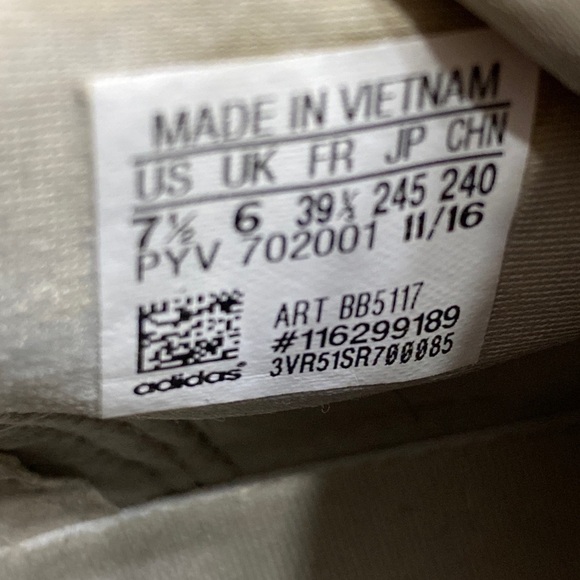 MADE IN VIETNAM
US UK FR JP CHN
7½ 6 39⅓ 245 240
PYV 702001 11/16
ART BB5117
#116299189
3VR51SR700085
adidas